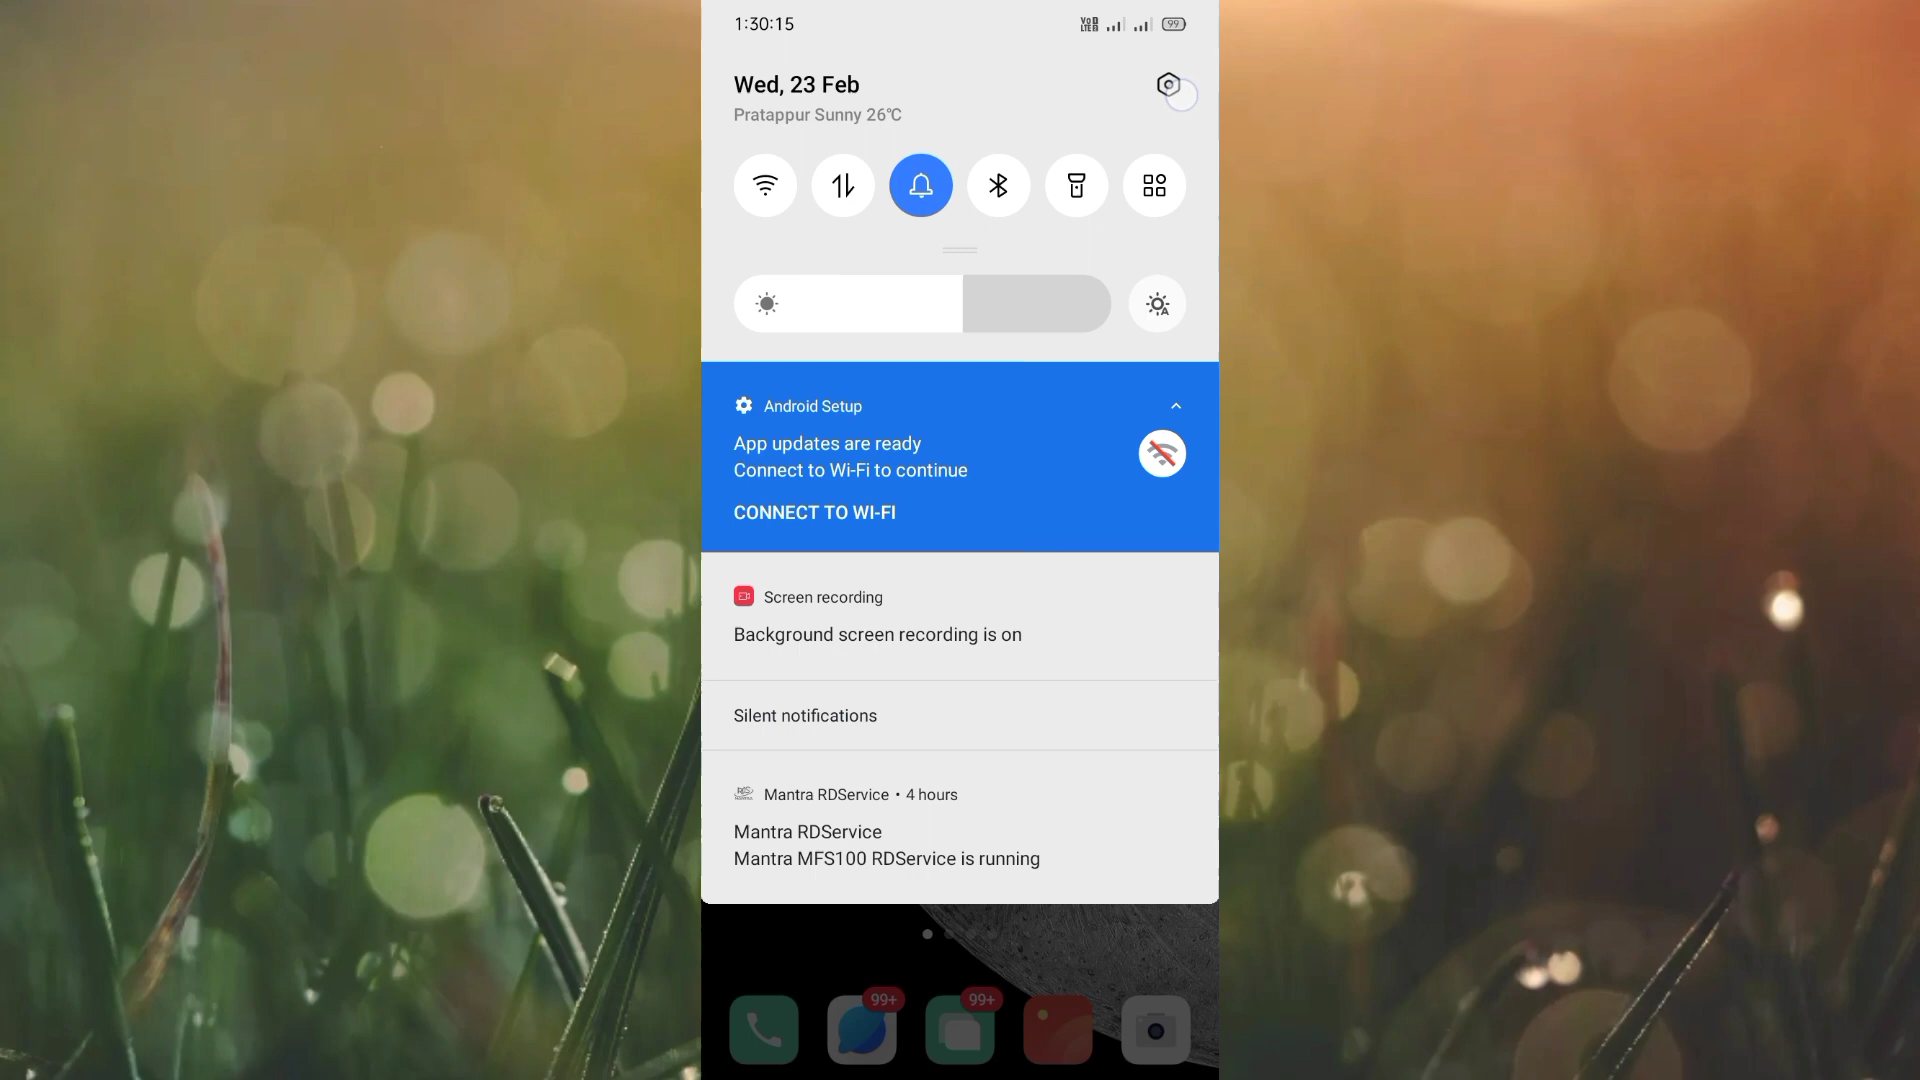 1:30:15
VoLTE 99
Wed, 23 Feb
Pratappur Sunny 26°C
A
Android Setup
App updates are ready
Connect to Wi-Fi to continue
CONNECT TO WI-FI
Screen recording
Background screen recording is on
Silent notifications
Mantra RDService • 4 hours
Mantra RDService
Mantra MFS100 RDService is running
99+ 99+